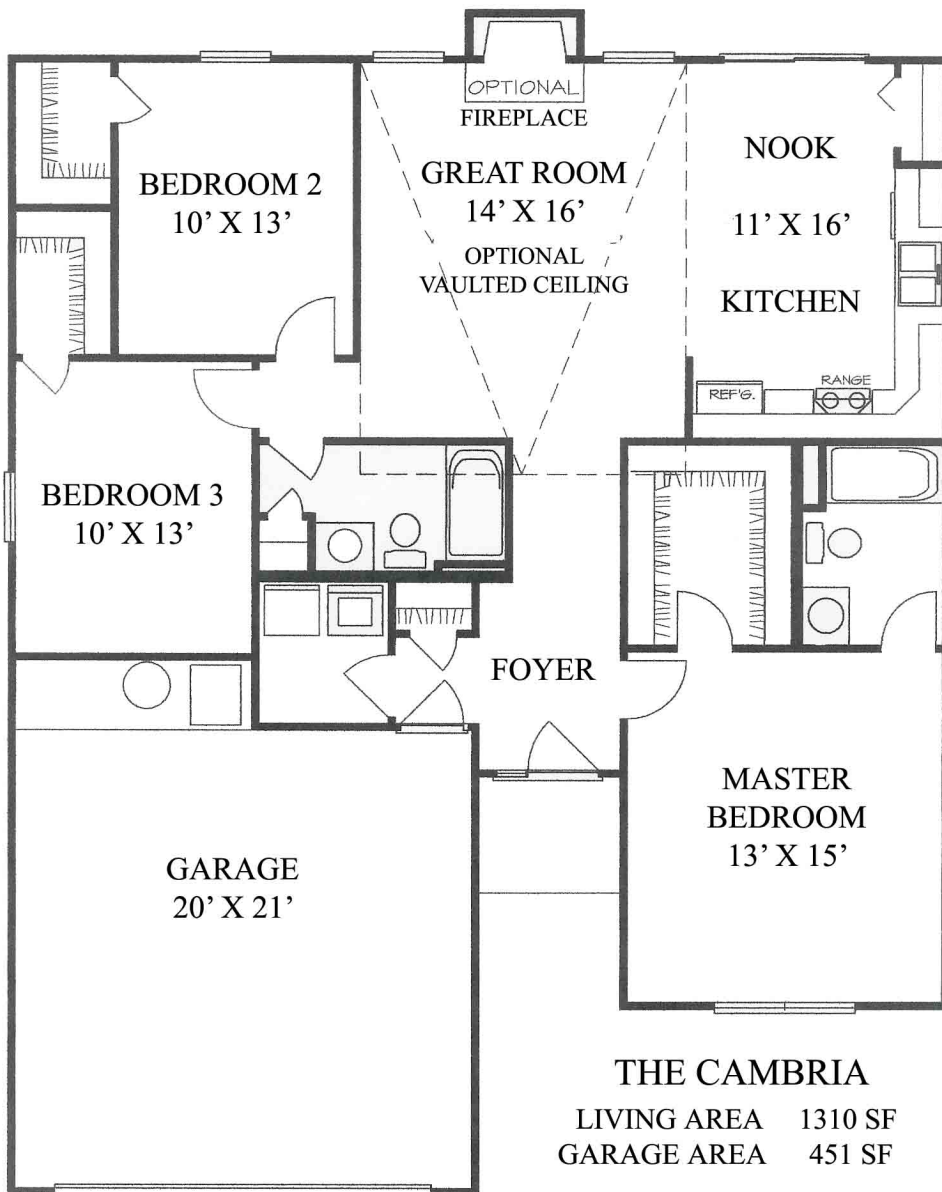 OPTIONAL
FIREPLACE
BEDROOM 2
10’ X 13’
GREAT ROOM
14’ X 16’
OPTIONAL
VAULTED CEILING
NOOK
11’ X 16’
KITCHEN
REF'G.
RANGE
BEDROOM 3
10’ X 13’
FOYER
MASTER
BEDROOM
13’ X 15’
GARAGE
20’ X 21’
THE CAMBRIA
LIVING AREA 1310 SF
GARAGE AREA 451 SF